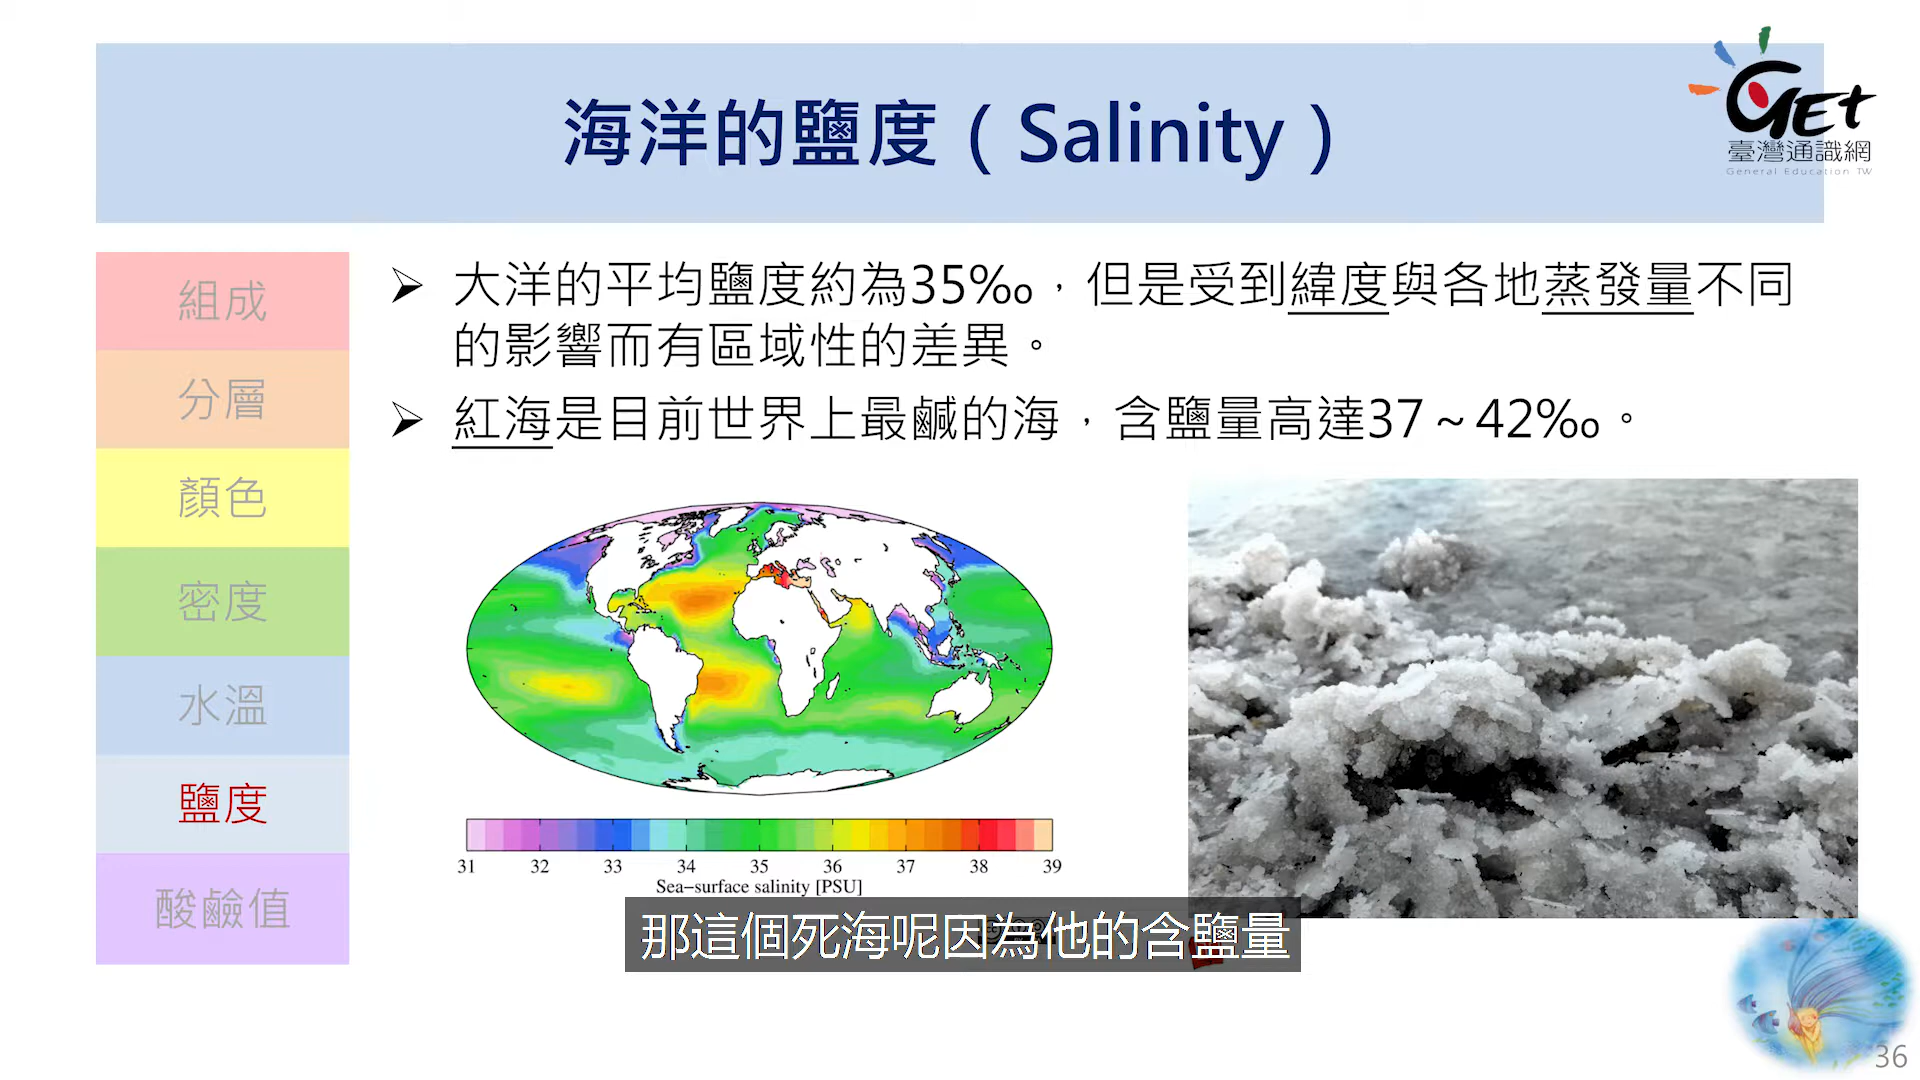 海洋的鹽度（Salinity）
GEt
臺灣通識網
General Education TW
組成
分層
顏色
密度
水溫
鹽度
酸鹼值
大洋的平均鹽度約為35‰，但是受到緯度與各地蒸發量不同
的影響而有區域性的差異。
紅海是目前世界上最鹹的海，含鹽量高達37～42‰。
31 32 33 34 35 36 37 38 39
Sea-surface salinity [PSU]
那這個死海呢因為他的含鹽量
36